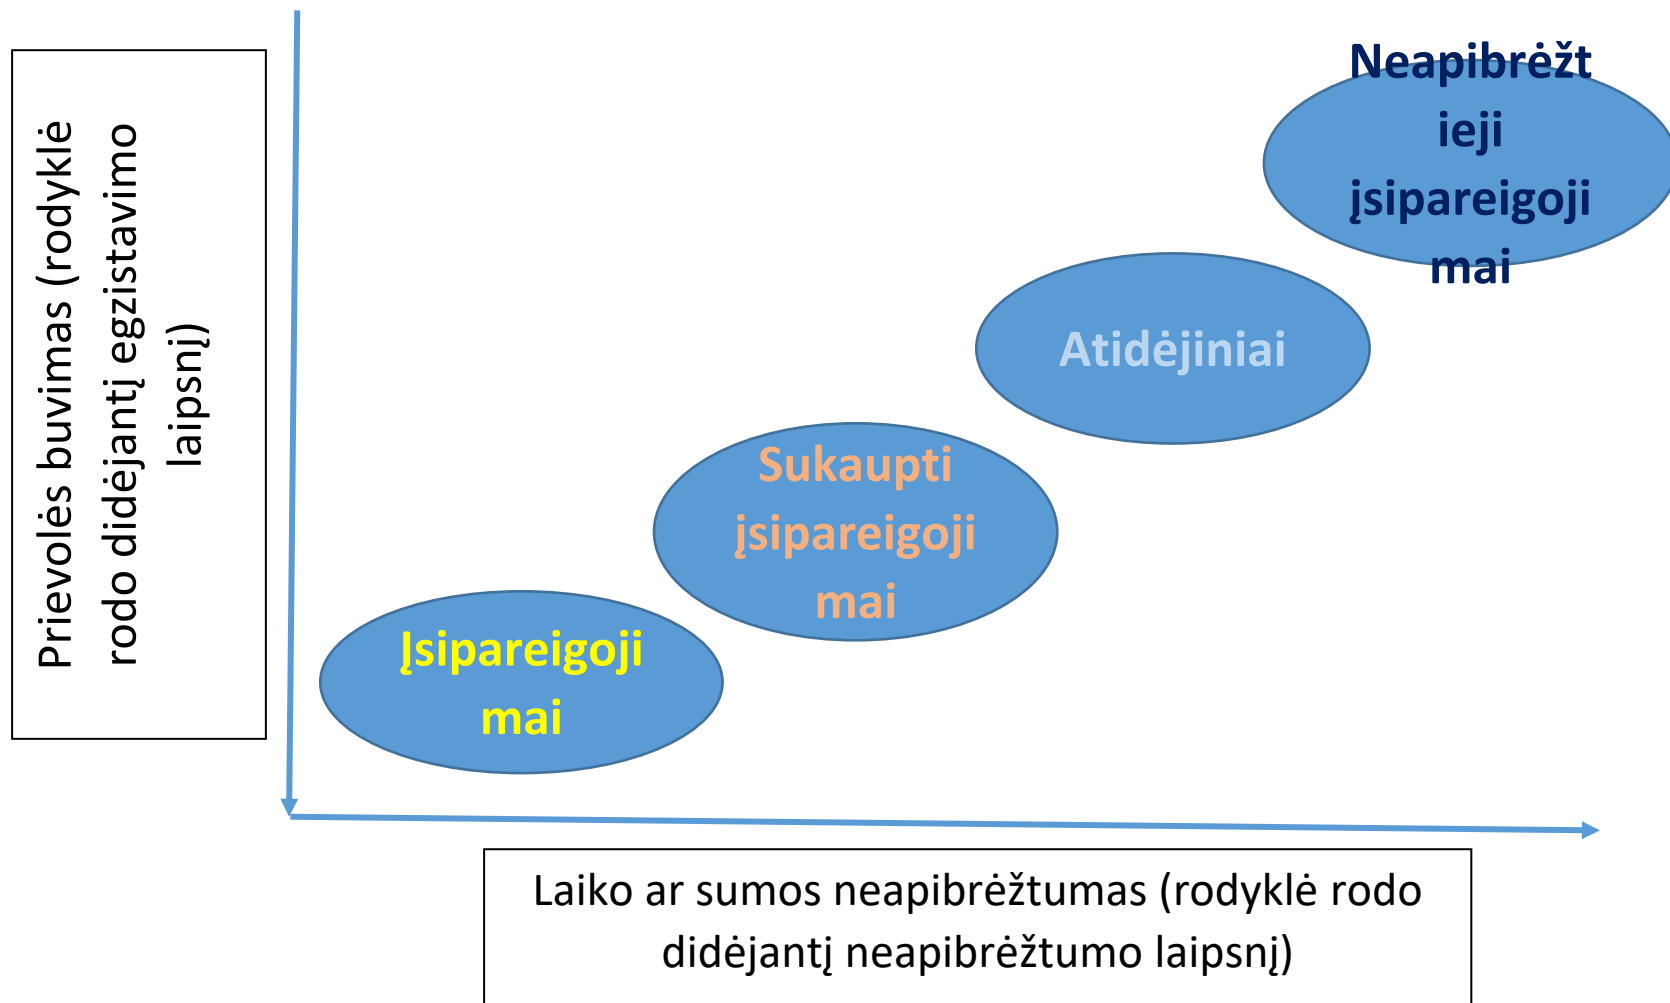 Prievolės buvimas (rodyklė
rodo didėjantį egzistavimo
laipsnį)
Neapibrėžt
ieji
įsipareigoji
mai
Atidėjiniai
Sukaupti
įsipareigoji
mai
Įsipareigoji
mai
Laiko ar sumos neapibrėžtumas (rodyklė rodo
didėjantį neapibrėžtumo laipsnį)